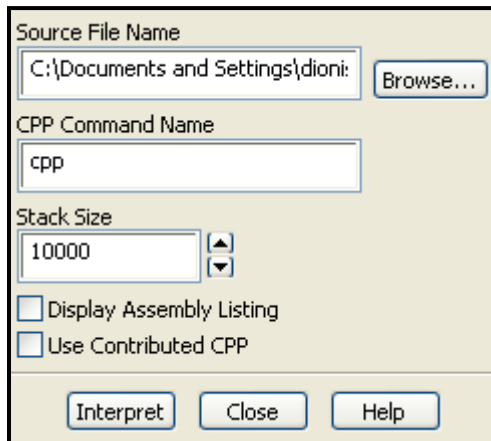 Source File Name
C:\Documents and Settings\dionis
Browse...
CPP Command Name
cpp
Stack Size
10000
Display Assembly Listing
Use Contributed CPP
Interpret Close Help